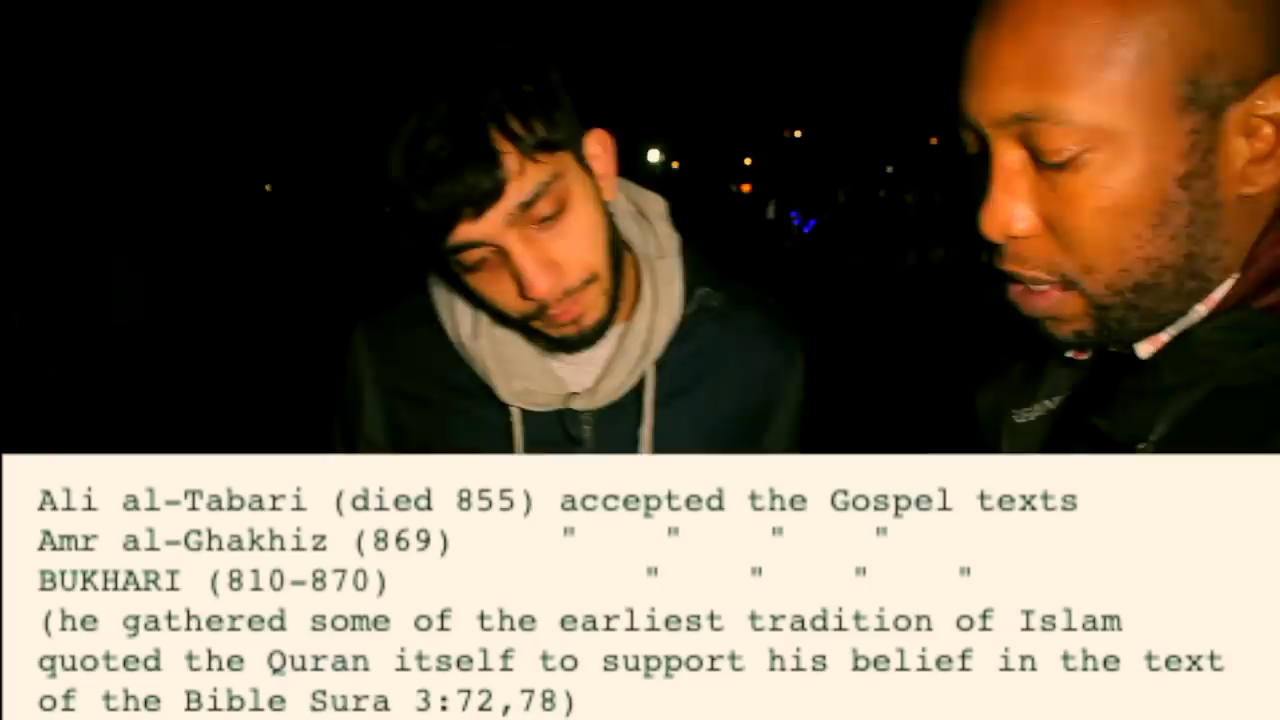 Ali al-Tabari (died 855) accepted the Gospel texts
Amr al-Ghakhiz (869) " " " "
BUKHARI (810-870) " " " "
(he gathered some of the earliest tradition of Islam
quoted the Quran itself to support his belief in the text
of the Bible Sura 3:72,78)